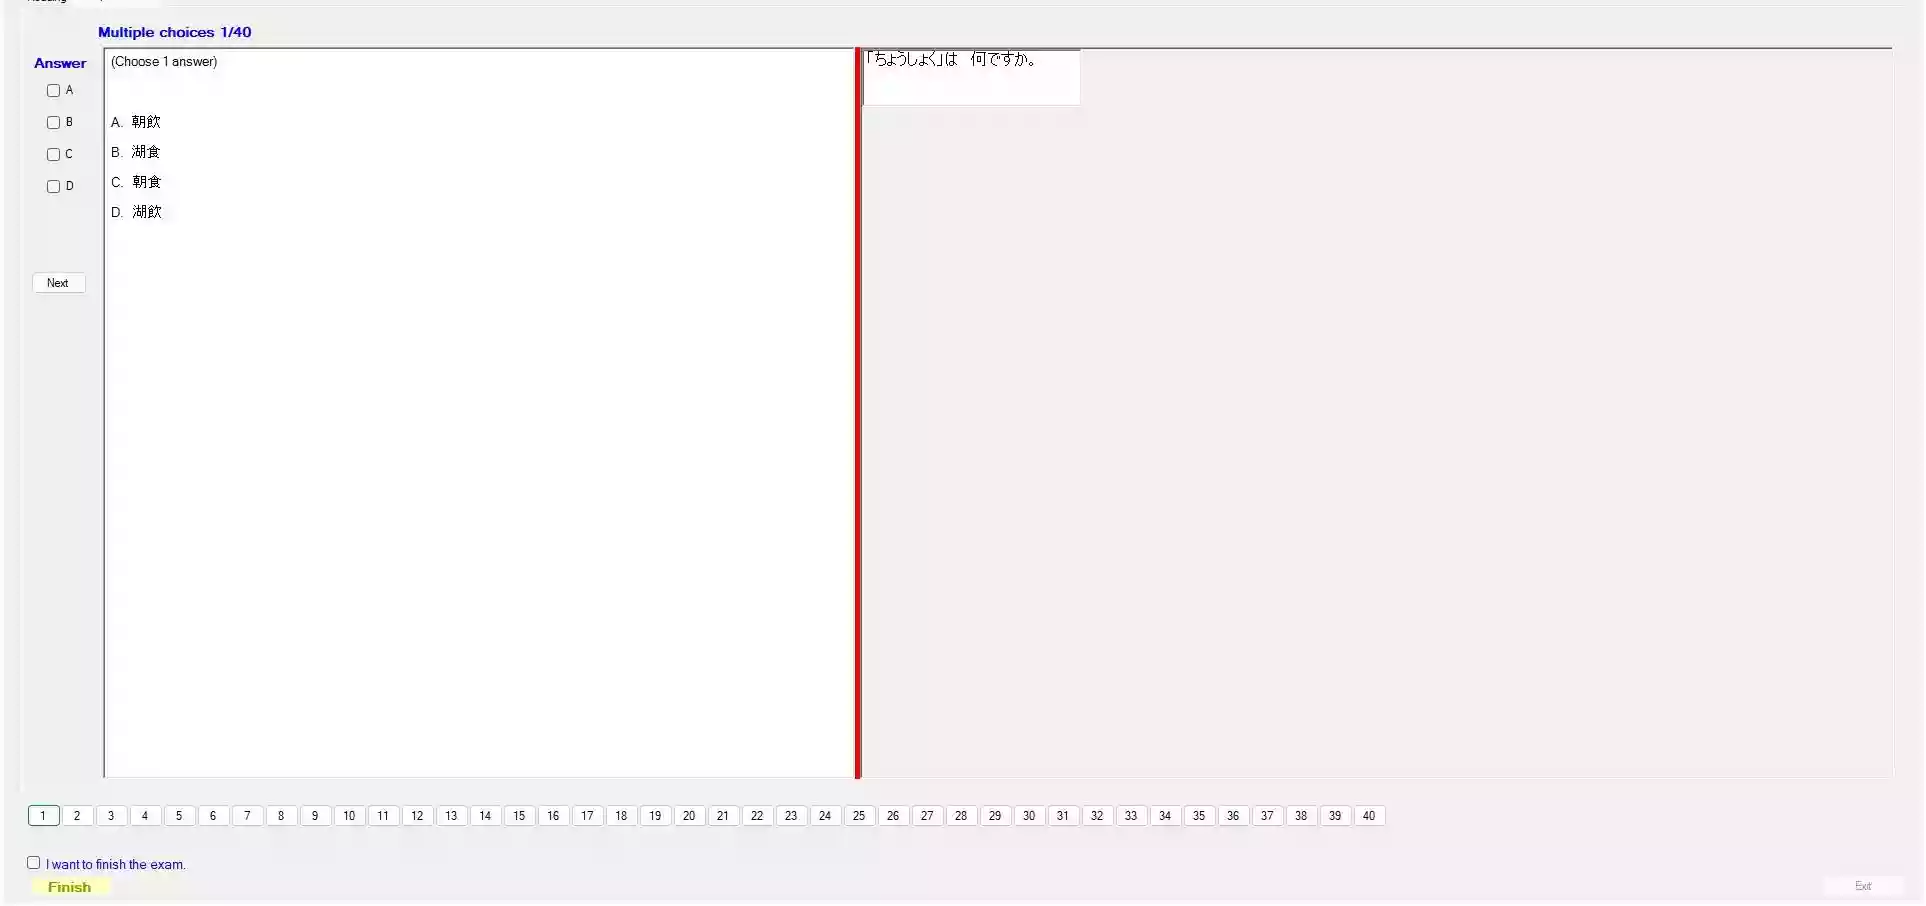 Multiple choices 1/40
Answer
(Choose 1 answer)
「ちょうしょく」は　何ですか。
A
B
C
D
A. 朝飲
B. 湖食
C. 朝食
D. 湖飲
Next
1 2 3 4 5 6 7 8 9 10 11 12 13 14 15 16 17 18 19 20 21 22 23 24 25 26 27 28 29 30 31 32 33 34 35 36 37 38 39 40
I want to finish the exam.
Finish
Exit